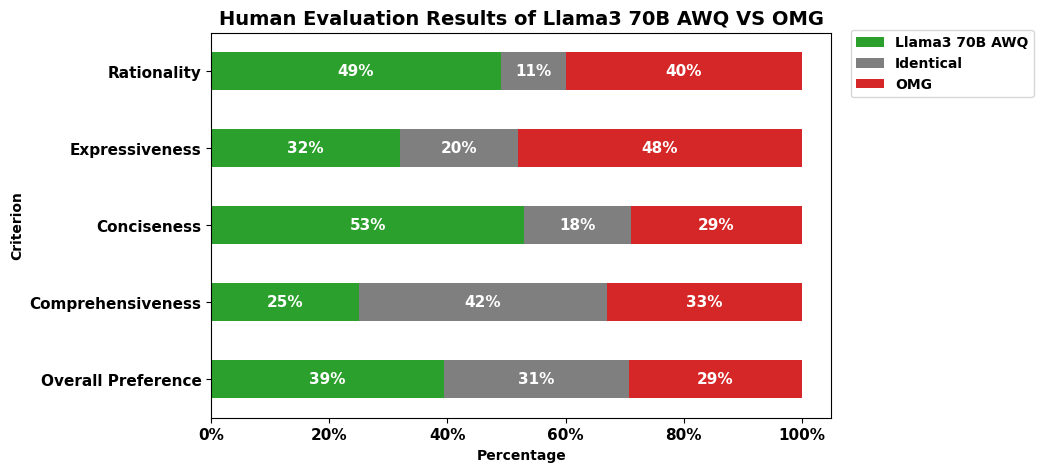 Human Evaluation Results of Llama3 70B AWQ VS OMG
Llama3 70B AWQ
Identical
OMG
Criterion
Rationality
49%
11%
40%
Expressiveness
32%
20%
48%
Conciseness
53%
18%
29%
Comprehensiveness
25%
42%
33%
Overall Preference
39%
31%
29%
0%
20%
40%
60%
80%
100%
Percentage